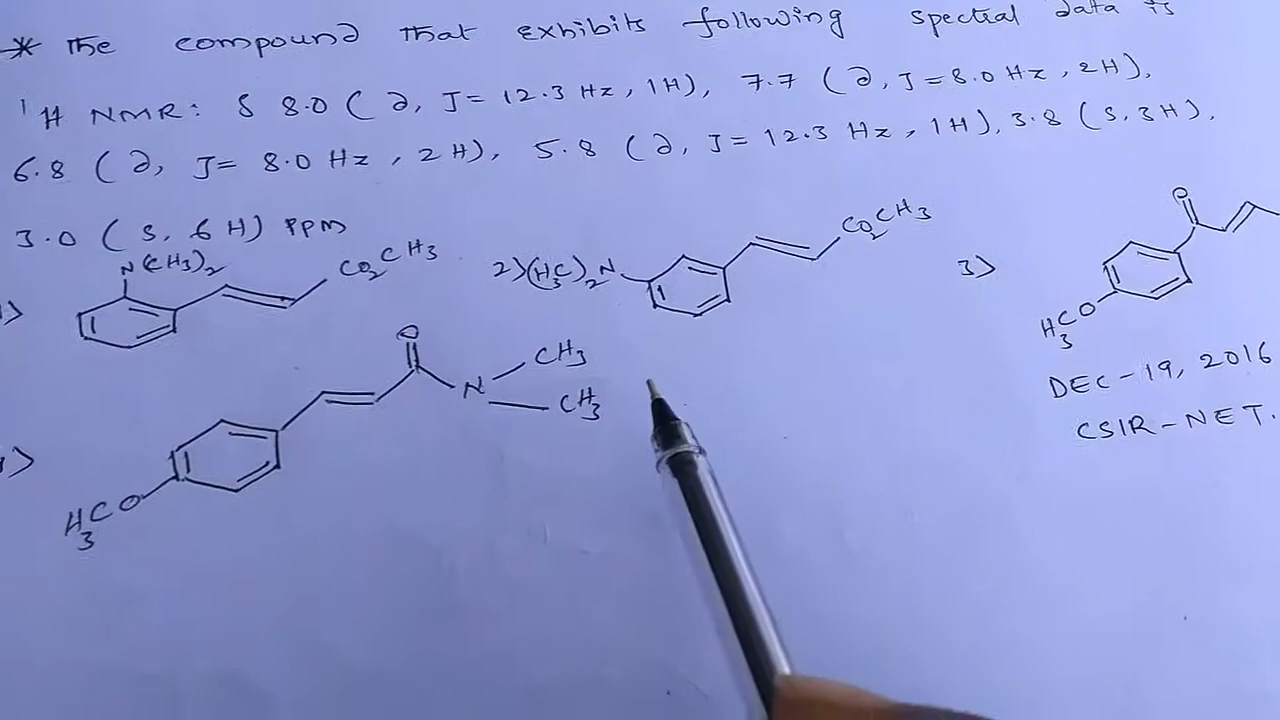 * The compound that exhibits following spectral data is
¹H NMR: δ 8.0 (d, J= 12.3 Hz, 1H), 7.7 (d, J=8.0 Hz, 2H),
6.8 (d, J= 8.0 Hz, 2H), 5.8 (d, J= 12.3 Hz, 1H), 3.8 (s, 3H),
3.0 (s, 6H) PPM
N(CH3)2 CO2CH3
2) (H3C)2N CO2CH3
3) O
H3CO
O
N CH3
CH3
H3CO
DEC-19, 2016
CSIR-NET.